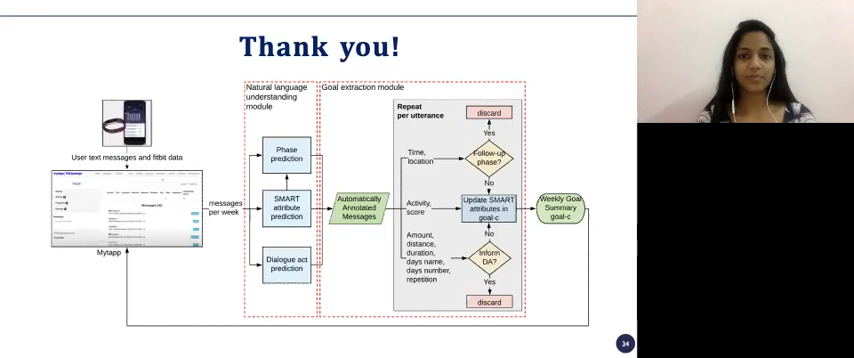 Thank you!
Natural language
understanding
module
Goal extraction module
Repeat
per utterance
discard
Yes
Phase
prediction
Time,
location
Follow-up
phase?
User text messages and fitbit data
No
messages
per week
SMART
attribute
prediction
Automatically
Annotated
Messages
Activity,
score
Update SMART
attributes in
goal-c
Weekly Goal
Summary
goal-c
No
Amount,
distance,
duration,
days name,
days number,
repetition
Mytapp
Dialogue act
prediction
Inform
DA?
Yes
discard
34